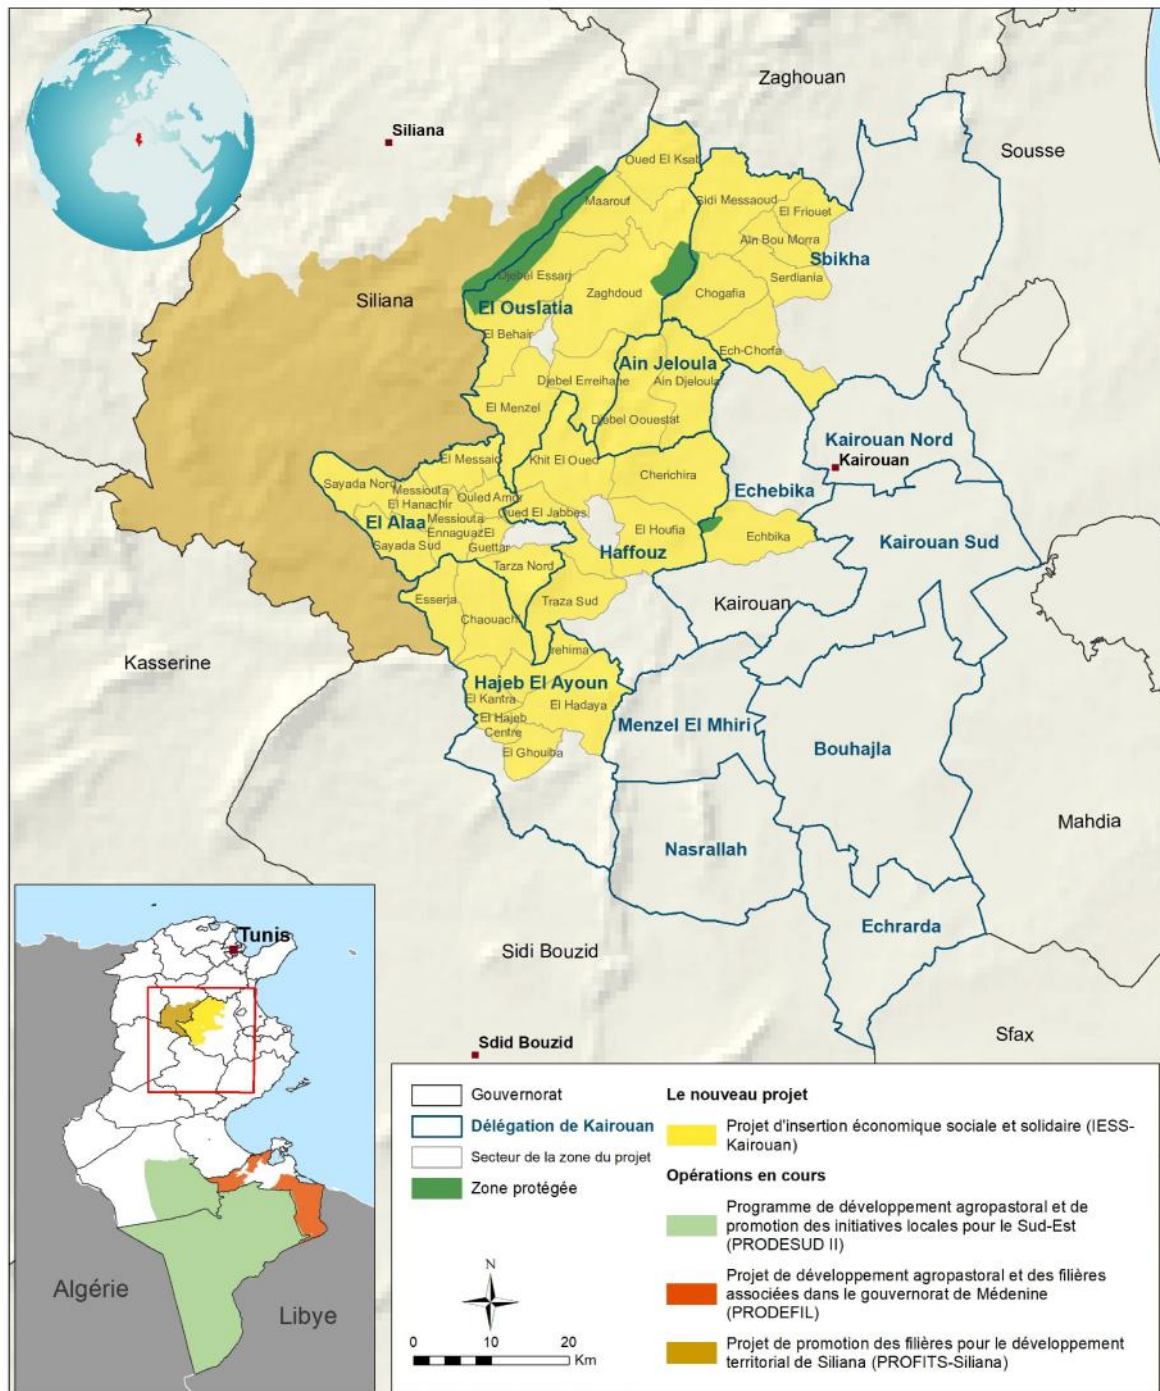 Zaghouan
Siliana
Sousse
Oued El Ksab
Maarouf
Sidi Messaoud
El Friouet
Ain Bou Morra
Sbikha
Djebel Essarj
Serdiania
Zaghdoud
Chogafia
Siliana
El Ouslatia
El Behair
Ech-Chorfa
Ain Jeloula
Djebel Erreihane
Ain Djeloula
El Menzel
Djebel Oouestat
Kairouan Nord
Kairouan
El Messaid
Khit El Oued
Cherichira
Sayada Nord
Messiouta
El Hanachir
Ouled Amor
Echebika
Oued El Jabbes
El Alaa
Messiouta
Ennaguaz
El
Guettar
Sayada Sud
El Houfia
Echbika
Kairouan Sud
Haffouz
Tarza Nord
Esserja
Traza Sud
Kairouan
Chaouachi
Kasserine
rehima
Hajeb El Ayoun
El Kantra
El Hadaya
El Hajeb
Centre
Menzel El Mhiri
El Ghouiba
Bouhajla
Mahdia
Nasrallah
Echrarda
Sidi Bouzid
Sfax
Sdid Bouzid
Tunis
Algérie
Libye
Gouvernorat
Délégation de Kairouan
Secteur de la zone du projet
Zone protégée
N
0 10 20
Km
Le nouveau projet
Projet d'insertion économique sociale et solidaire (IESS-
Kairouan)
Opérations en cours
Programme de développement agropastoral et de
promotion des initiatives locales pour le Sud-Est
(PRODESUD II)
Projet de développement agropastoral et des filières
associées dans le gouvernorat de Médenine
(PRODEFIL)
Projet de promotion des filières pour le développement
territorial de Siliana (PROFITS-Siliana)